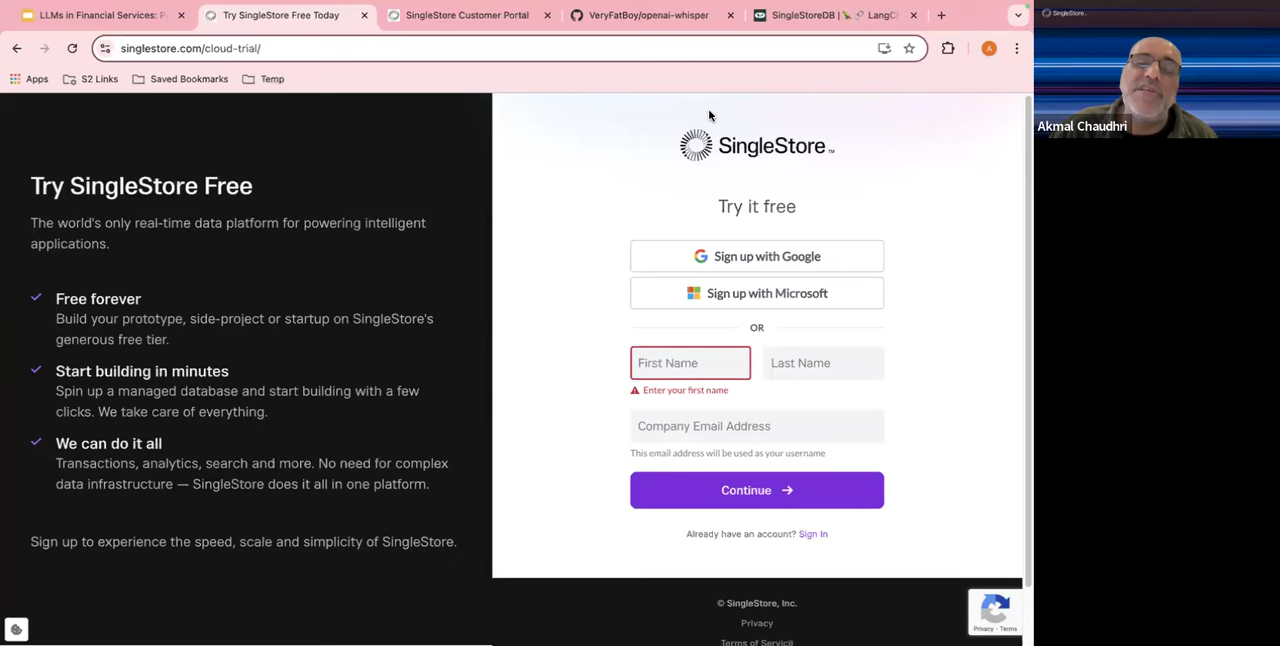 LLMs in Financial Services: P
Try SingleStore Free Today
SingleStore Customer Portal
VeryFatBoy/openai-whisper
SingleStoreDB | 🦜️🔗 LangC
singlestore.com/cloud-trial/
A
Apps
S2 Links
Saved Bookmarks
Temp
SingleStore
Akmal Chaudhri
Try SingleStore Free
The world's only real-time data platform for powering intelligent
applications.
Free forever
Build your prototype, side-project or startup on SingleStore's
generous free tier.
Start building in minutes
Spin up a managed database and start building with a few
clicks. We take care of everything.
We can do it all
Transactions, analytics, search and more. No need for complex
data infrastructure — SingleStore does it all in one platform.
Sign up to experience the speed, scale and simplicity of SingleStore.
SingleStore™
Try it free
Sign up with Google
Sign up with Microsoft
OR
First Name
Last Name
Enter your first name
Company Email Address
This email address will be used as your username
Continue
Already have an account? Sign In
© SingleStore, Inc.
Privacy
Terms of Service
Privacy - Terms